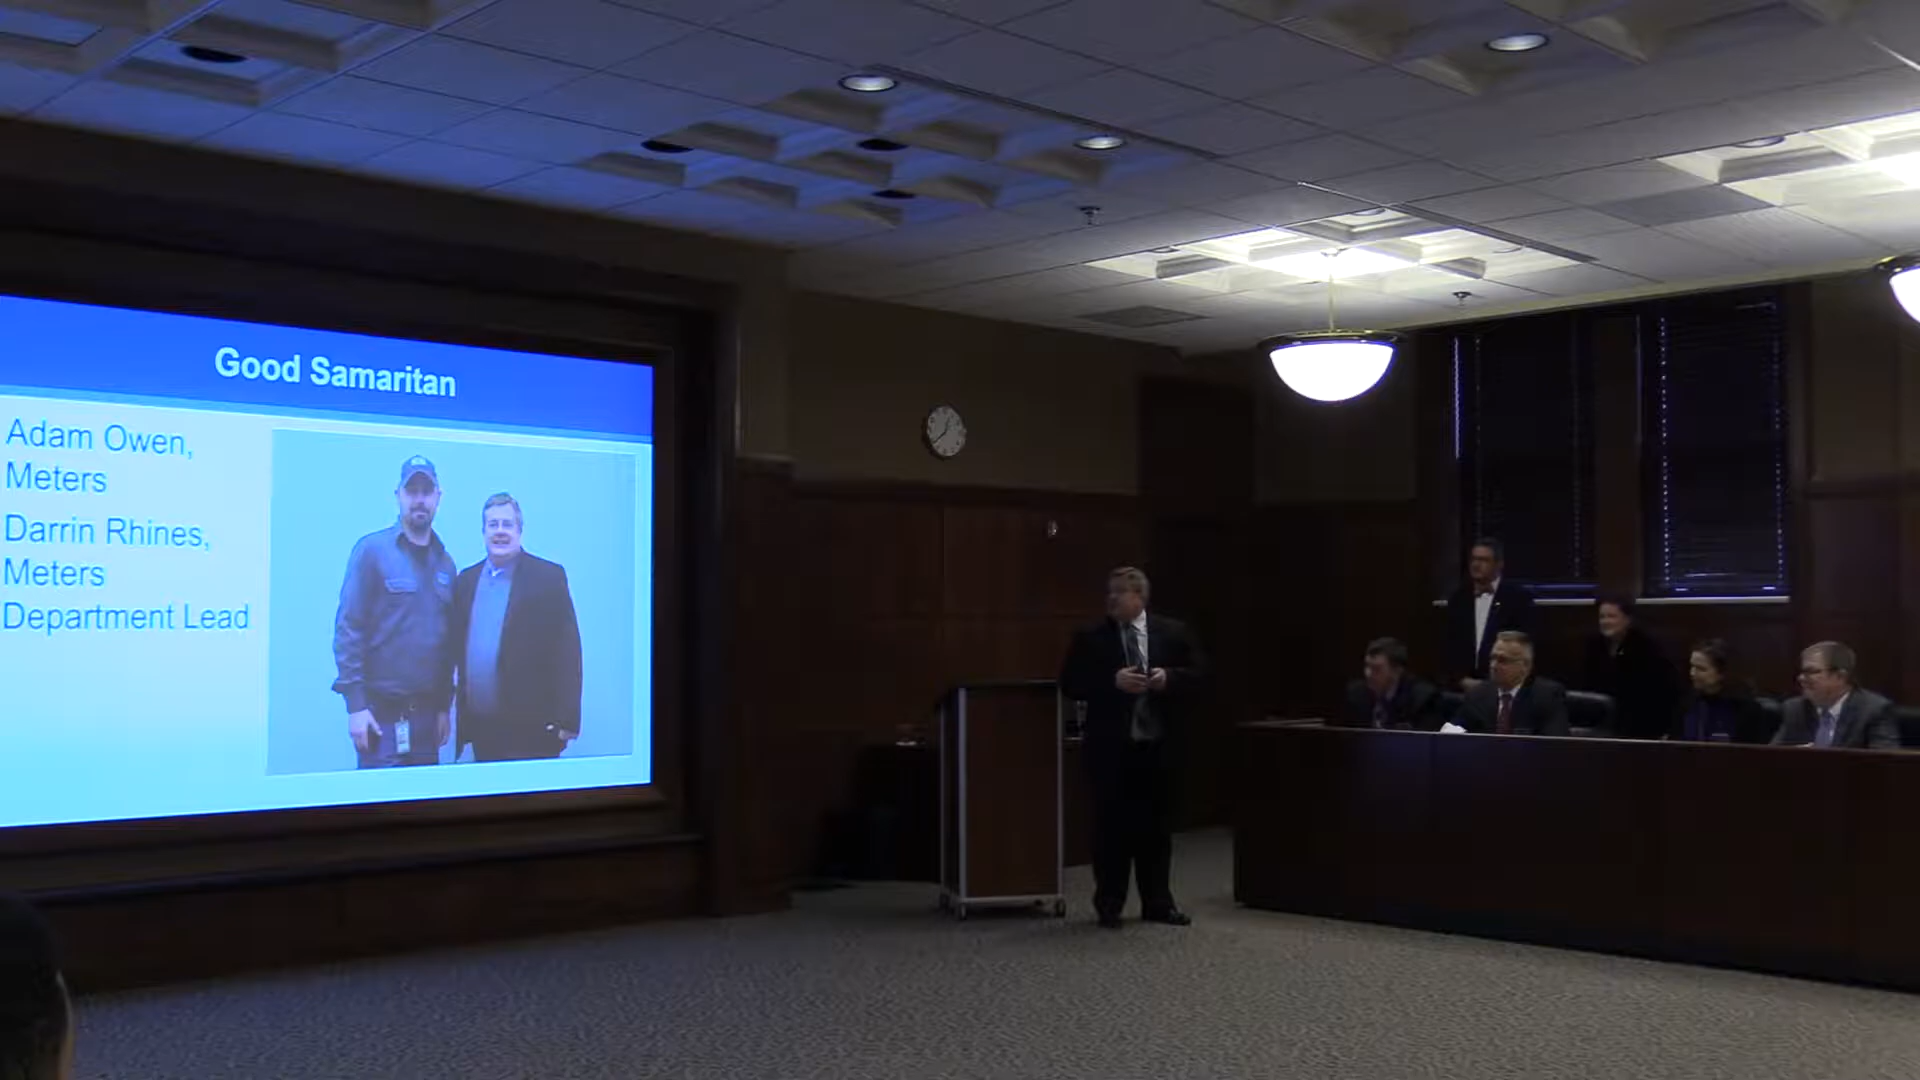 Good Samaritan
Adam Owen,
Meters
Darrin Rhines,
Meters
Department Lead